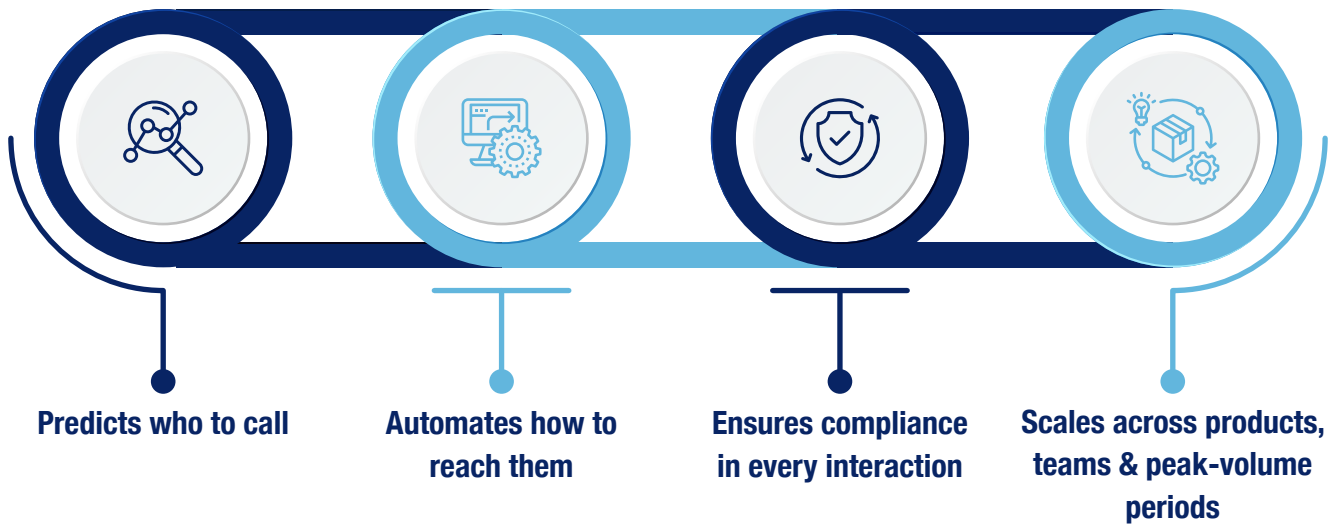 Predicts who to call
Automates how to
reach them
Ensures compliance
in every interaction
Scales across products,
teams & peak-volume
periods